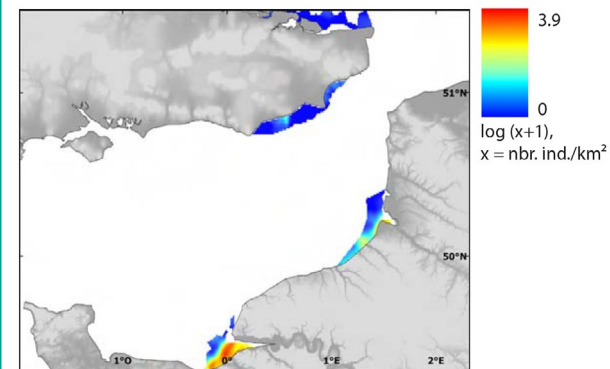 3.9
0
log (x+1),
x = nbr. ind./km²
51°N
50°N
1°O
0°
1°E
2°E